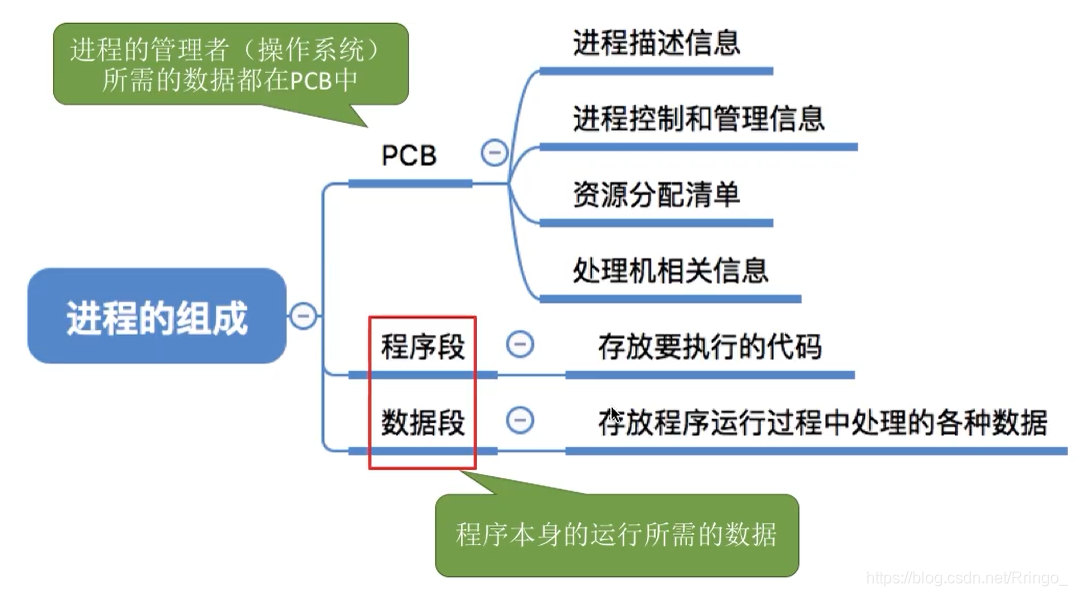 进程的管理者（操作系统）
所需的数据都在PCB中
进程描述信息
进程控制和管理信息
PCB
资源分配清单
处理机相关信息
进程的组成
程序段
存放要执行的代码
数据段
存放程序运行过程中处理的各种数据
程序本身的运行所需的数据
https://blog.csdn.net/Rringo_